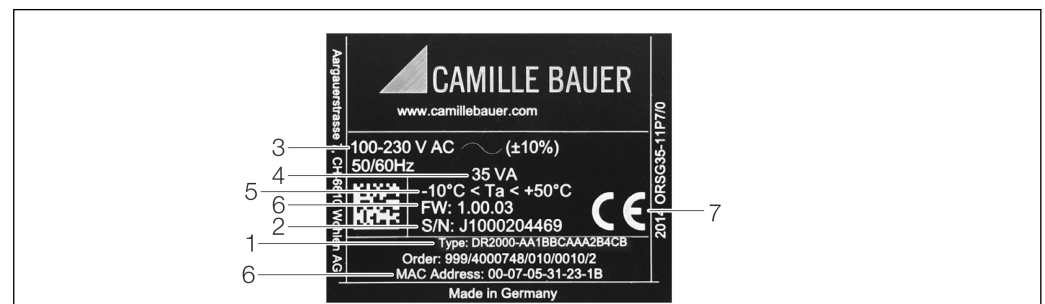 CAMILLE BAUER
www.camillebauer.com
Aargauerstrasse 7, CH-5610 Wohlen AG
3
100-230 V AC (±10%)
50/60Hz
4
35 VA
5
-10°C < Ta < +50°C
6
FW: 1.00.03
CE
7
2
S/N: J1000204469
1
Type: DR2000-AA1BBCAAA2B4CB
Order: 999/4000748/010/0010/2
6
MAC Address: 00-07-05-31-23-1B
Made in Germany
2014 ORSG35-11P7/0